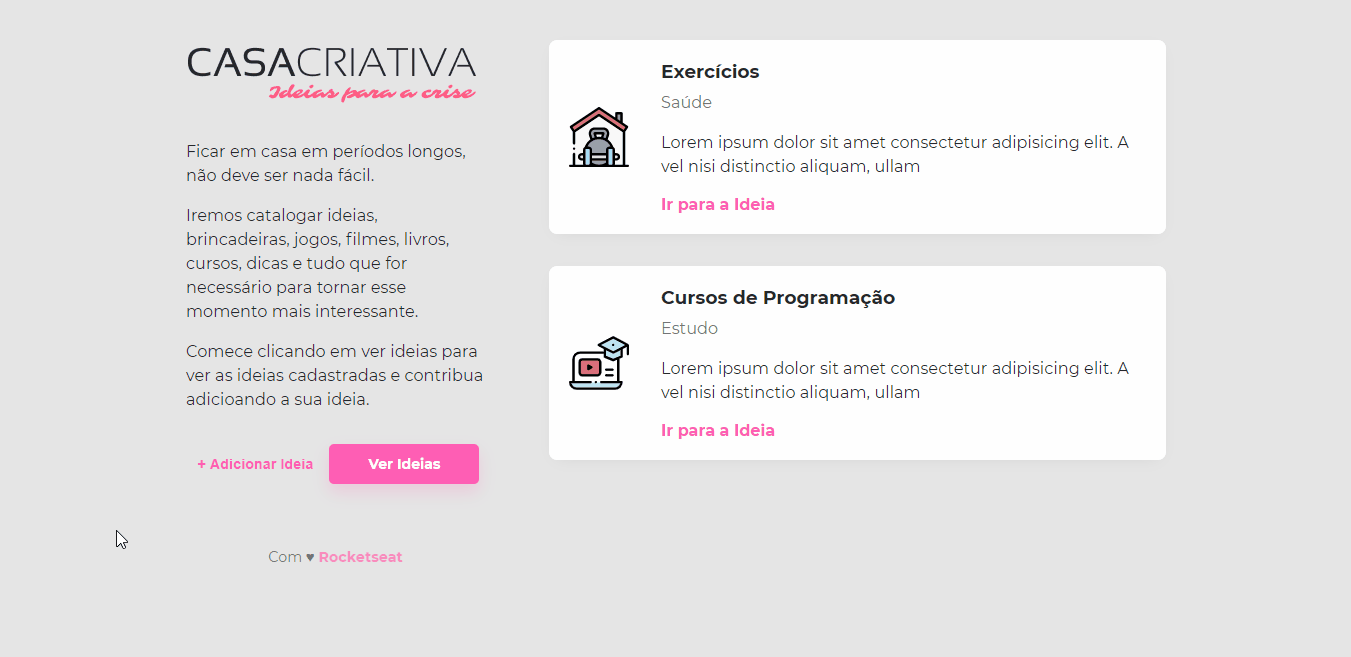 CASACRIATIVA
Ideias para a crise
Ficar em casa em períodos longos,
não deve ser nada fácil.
Iremos catalogar ideias,
brincadeiras, jogos, filmes, livros,
cursos, dicas e tudo que for
necessário para tornar esse
momento mais interessante.
Comece clicando em ver ideias para
ver as ideias cadastradas e contribua
adicioando a sua ideia.
+ Adicionar Ideia
Ver Ideias
Com ♥ Rocketseat
Exercícios
Saúde
Lorem ipsum dolor sit amet consectetur adipisicing elit. A
vel nisi distinctio aliquam, ullam
Ir para a Ideia
Cursos de Programação
Estudo
Lorem ipsum dolor sit amet consectetur adipisicing elit. A
vel nisi distinctio aliquam, ullam
Ir para a Ideia